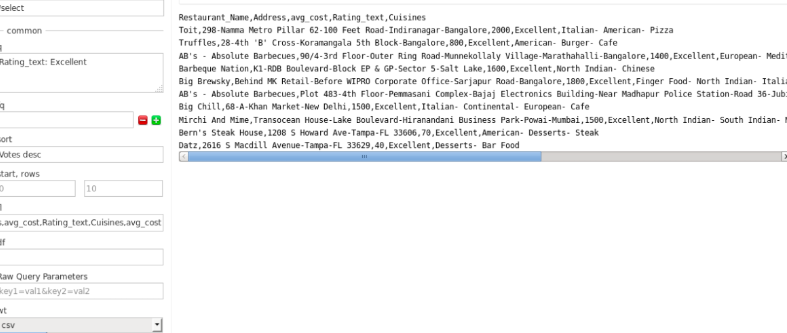 /select
common
q
Rating_text: Excellent
fq
sort
Votes desc
start, rows
0
10
fl
s,avg_cost,Rating_text,Cuisines,avg_cost
df
Raw Query Parameters
key1=val1&key2=val2
wt
csv
Restaurant_Name,Address,avg_cost,Rating_text,Cuisines
Toit,298-Namma Metro Pillar 62-100 Feet Road-Indiranagar-Bangalore,2000,Excellent,Italian- American- Pizza
Truffles,28-4th 'B' Cross-Koramangala 5th Block-Bangalore,800,Excellent,American- Burger- Cafe
AB's - Absolute Barbecues,90/4-3rd Floor-Outer Ring Road-Munnekollaly Village-Marathahalli-Bangalore,1400,Excellent,European- Medi
Barbeque Nation,K1-RDB Boulevard-Block EP & GP-Sector 5-Salt Lake,1600,Excellent,North Indian- Chinese
Big Brewsky,Behind MK Retail-Before WIPRO Corporate Office-Sarjapur Road-Bangalore,1800,Excellent,Finger Food- North Indian- Italia
AB's - Absolute Barbecues,Plot 483-4th Floor-Pemmasani Complex-Bajaj Electronics Building-Near Madhapur Police Station-Road 36-Jub
Big Chill,68-A-Khan Market-New Delhi,1500,Excellent,Italian- Continental- European- Cafe
Mirchi And Mime,Transocean House-Lake Boulevard-Hiranandani Business Park-Powai-Mumbai,1500,Excellent,North Indian- South Indian-
Bern's Steak House,1208 S Howard Ave-Tampa-FL 33606,70,Excellent,American- Desserts- Steak
Datz,2616 S Macdill Avenue-Tampa-FL 33629,40,Excellent,Desserts- Bar Food